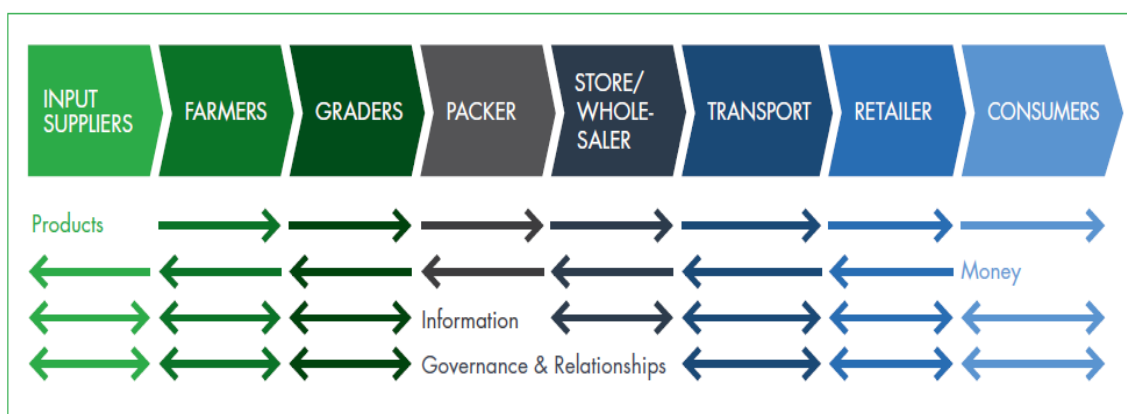 INPUT
SUPPLIERS
FARMERS
GRADERS
PACKER
STORE/
WHOLE-
SALER
TRANSPORT
RETAILER
CONSUMERS
Products
Money
Information
Governance & Relationships